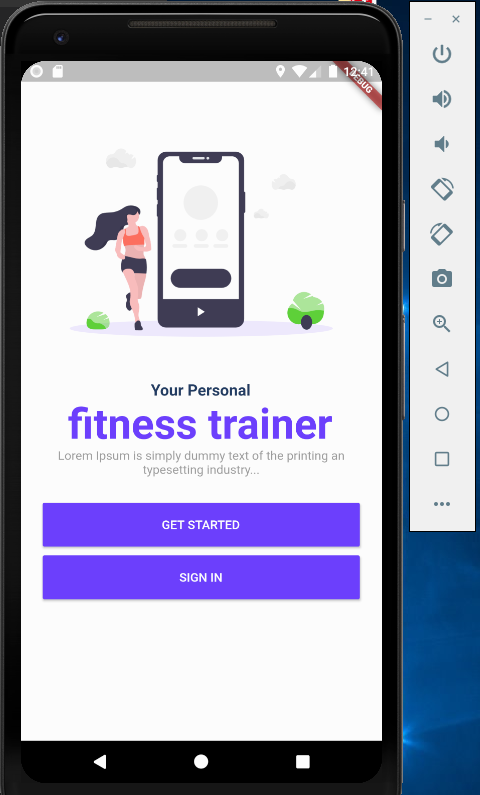 12:41
DEBUG
Your Personal
fitness trainer
Lorem Ipsum is simply dummy text of the printing an
typesetting industry...
GET STARTED
SIGN IN